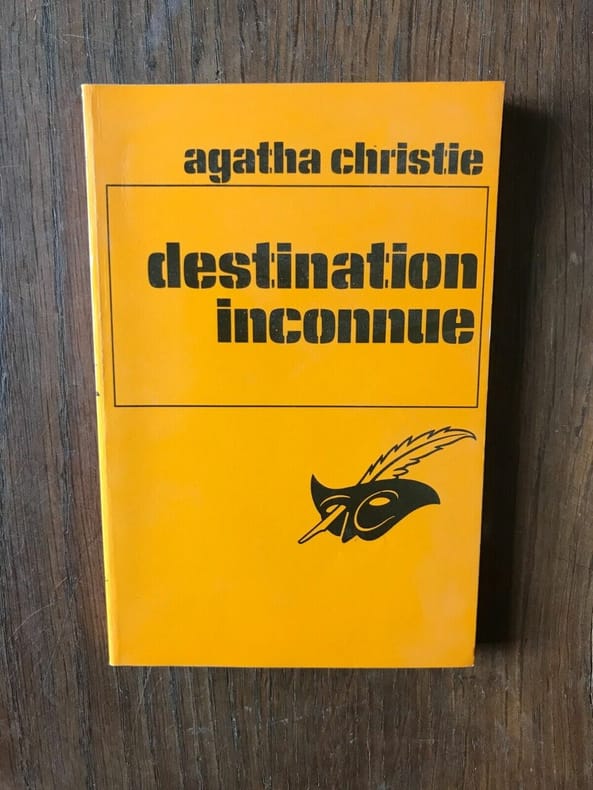 agatha christie
destination
inconnue